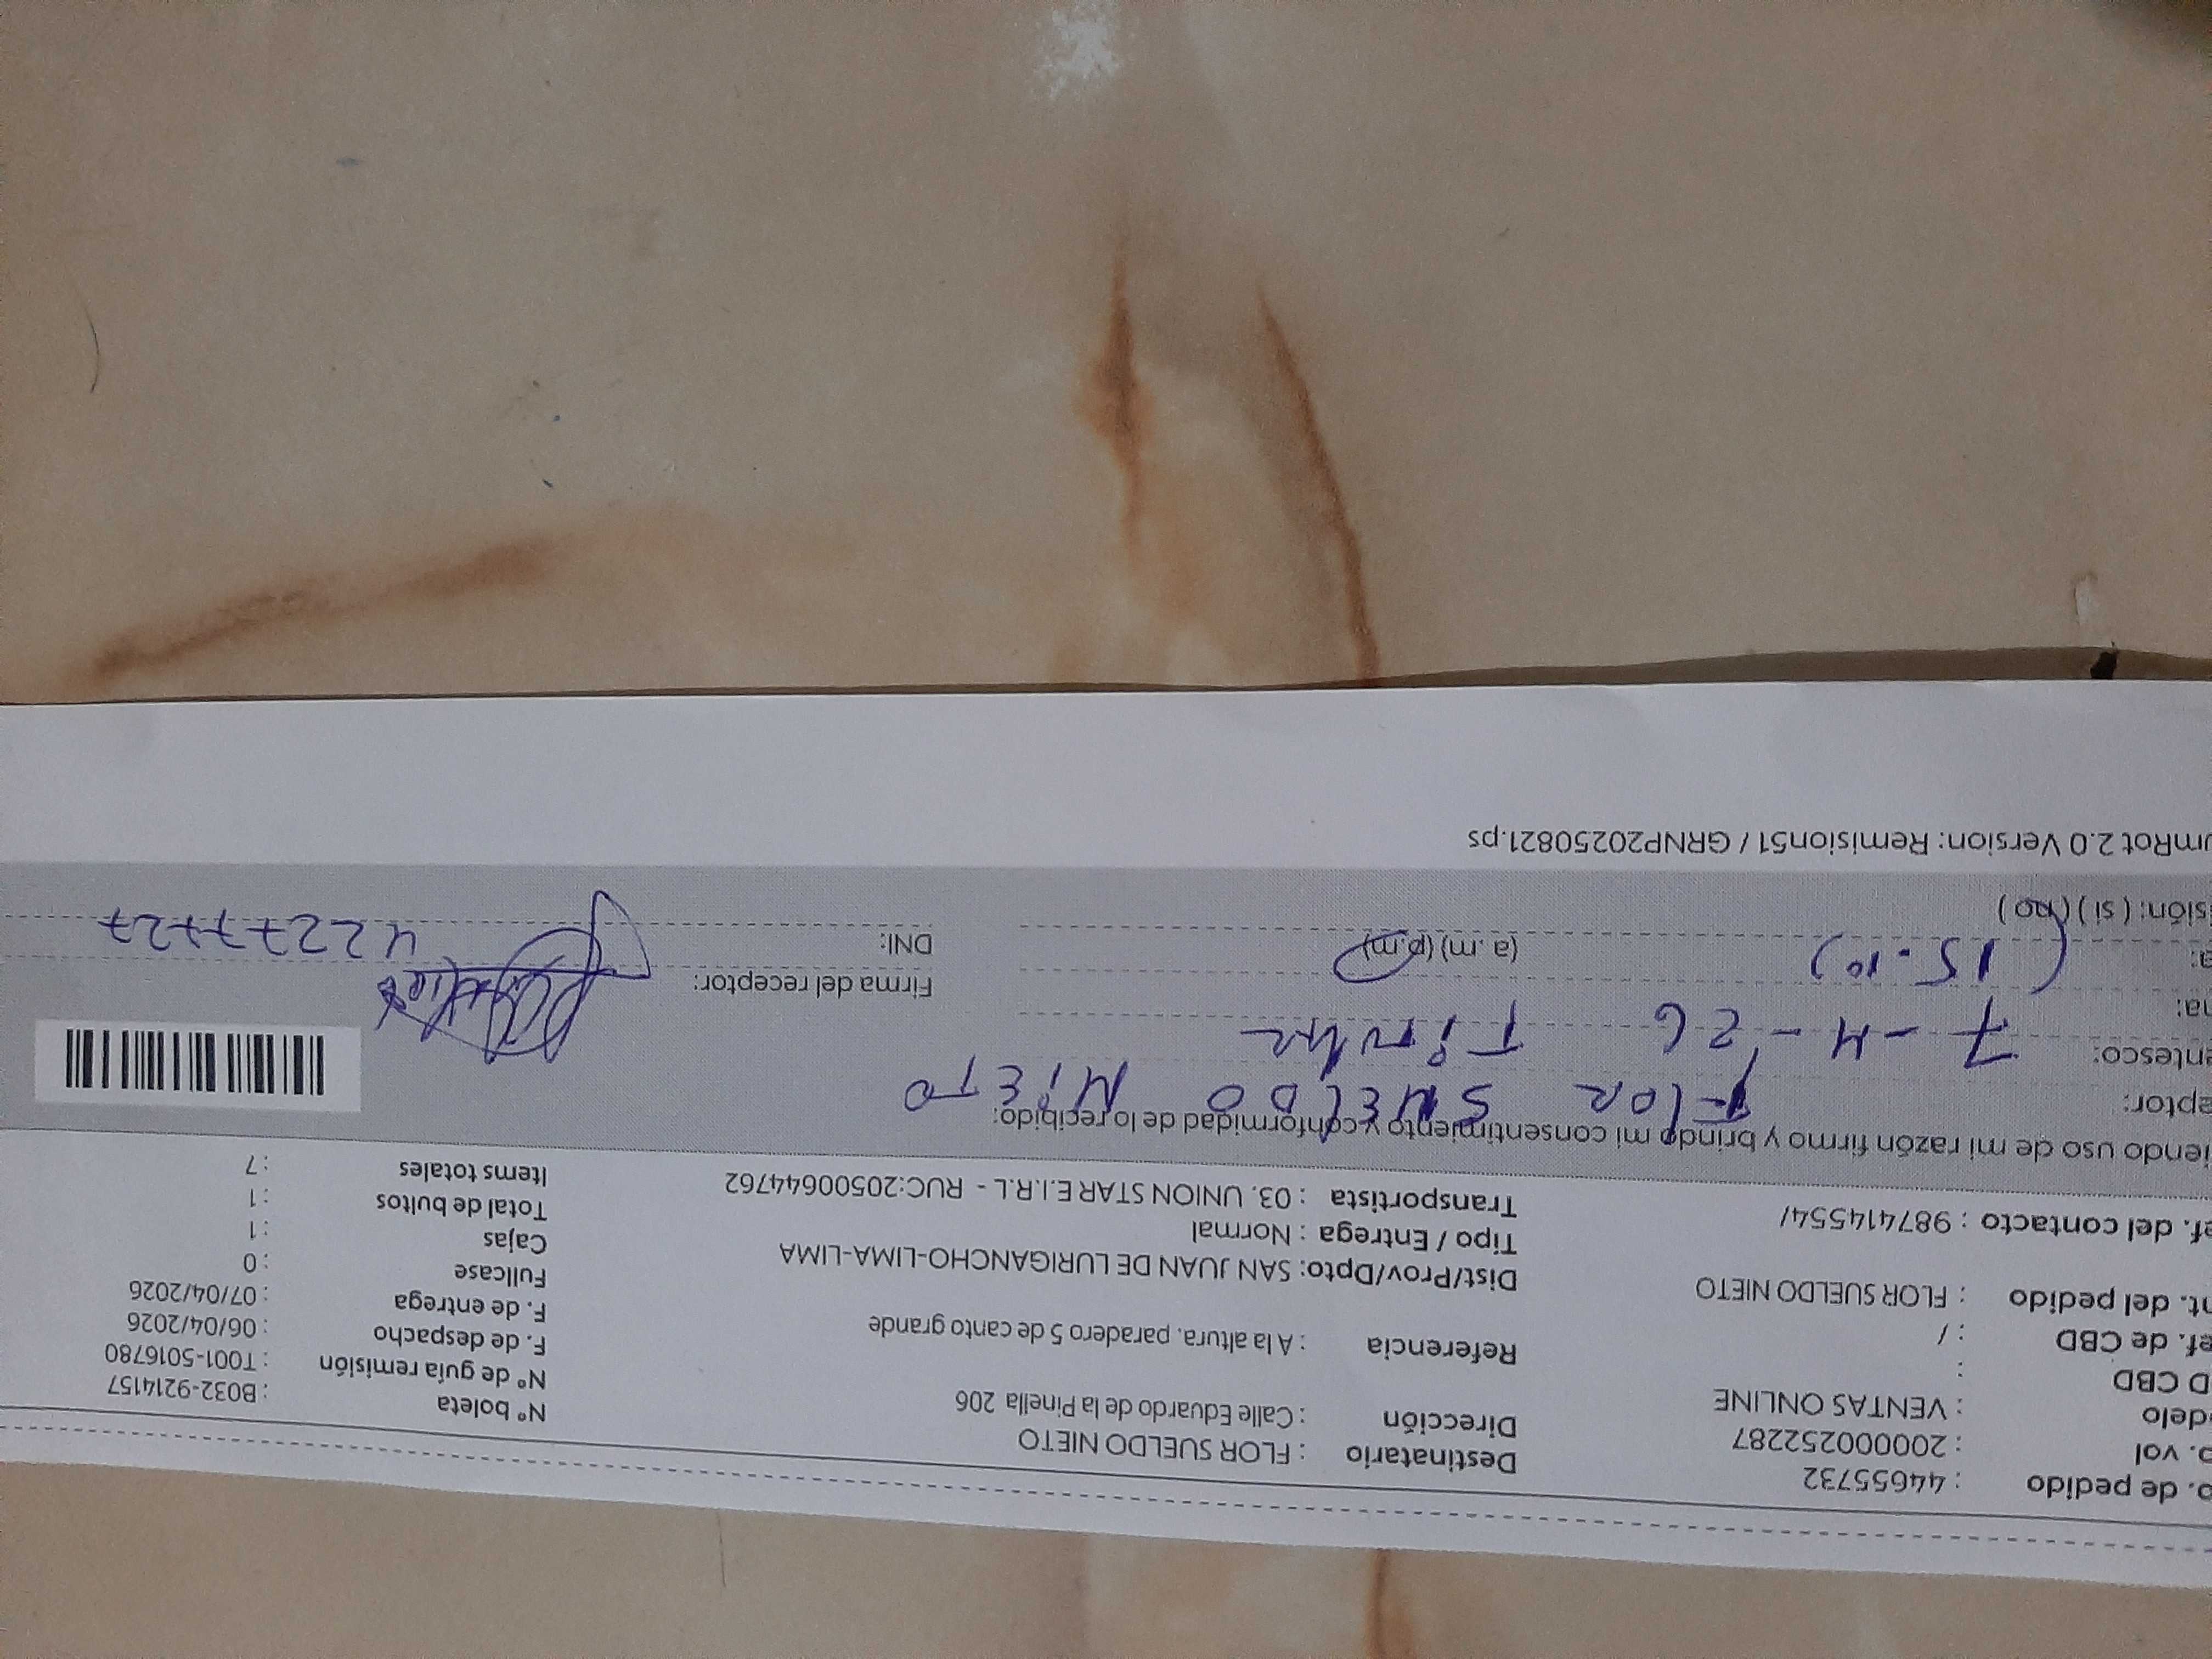 o. de pedido : 44655732
o. vol : 200000252287
delo : VENTAS ONLINE
D CBD :
ef. de CBD : /
nt. del pedido : FLOR SUELDO NIETO
ef. del contacto : 987414554/
Destinatario : FLOR SUELDO NIETO
Dirección : Calle Eduardo de la Pinella 206
Referencia : A la altura, paradero 5 de canto grande
Dist/Prov/Dpto: SAN JUAN DE LURIGANCHO-LIMA-LIMA
Tipo / Entrega : Normal
Transportista : 03. UNION STAR E.I.R.L - RUC:20500644762
N° boleta : B032-9214157
N° de guía remisión : T001-5016780
F. de despacho : 06/04/2026
F. de entrega : 07/04/2026
Fullcase : 0
Cajas : 1
Total de bultos : 1
Items totales : 7
iendo uso de mi razón firmo y brindo mi consentimiento y conformidad de lo recibido:
eptor: Flor SUELDO NiETO
entesco: Titular
ha: 7-4-26
a: (15.10) (a. m) (p.m)
isión: ( si ) ( no )
Firma del receptor:
DNI: 42277727
umRot 2.0 Version: Remision51 / GRNP20250821.ps